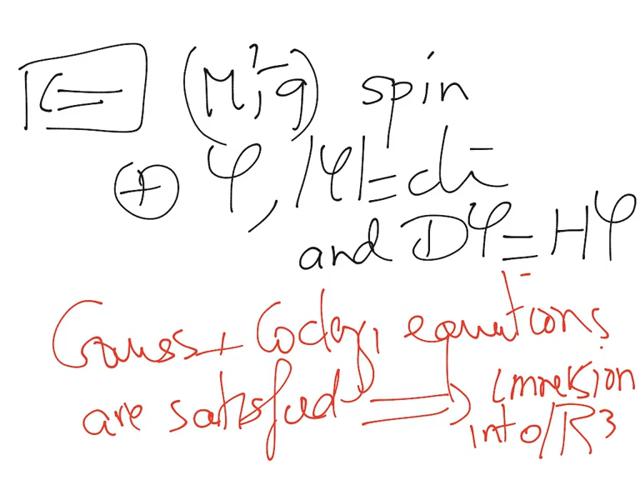 ⇐ (M², g) spin
⊕ φ, |φ| = cte
and Dφ = Hφ
Gauss + Codazzi equations
are satisfied ⟹ immersion
into ℝ3